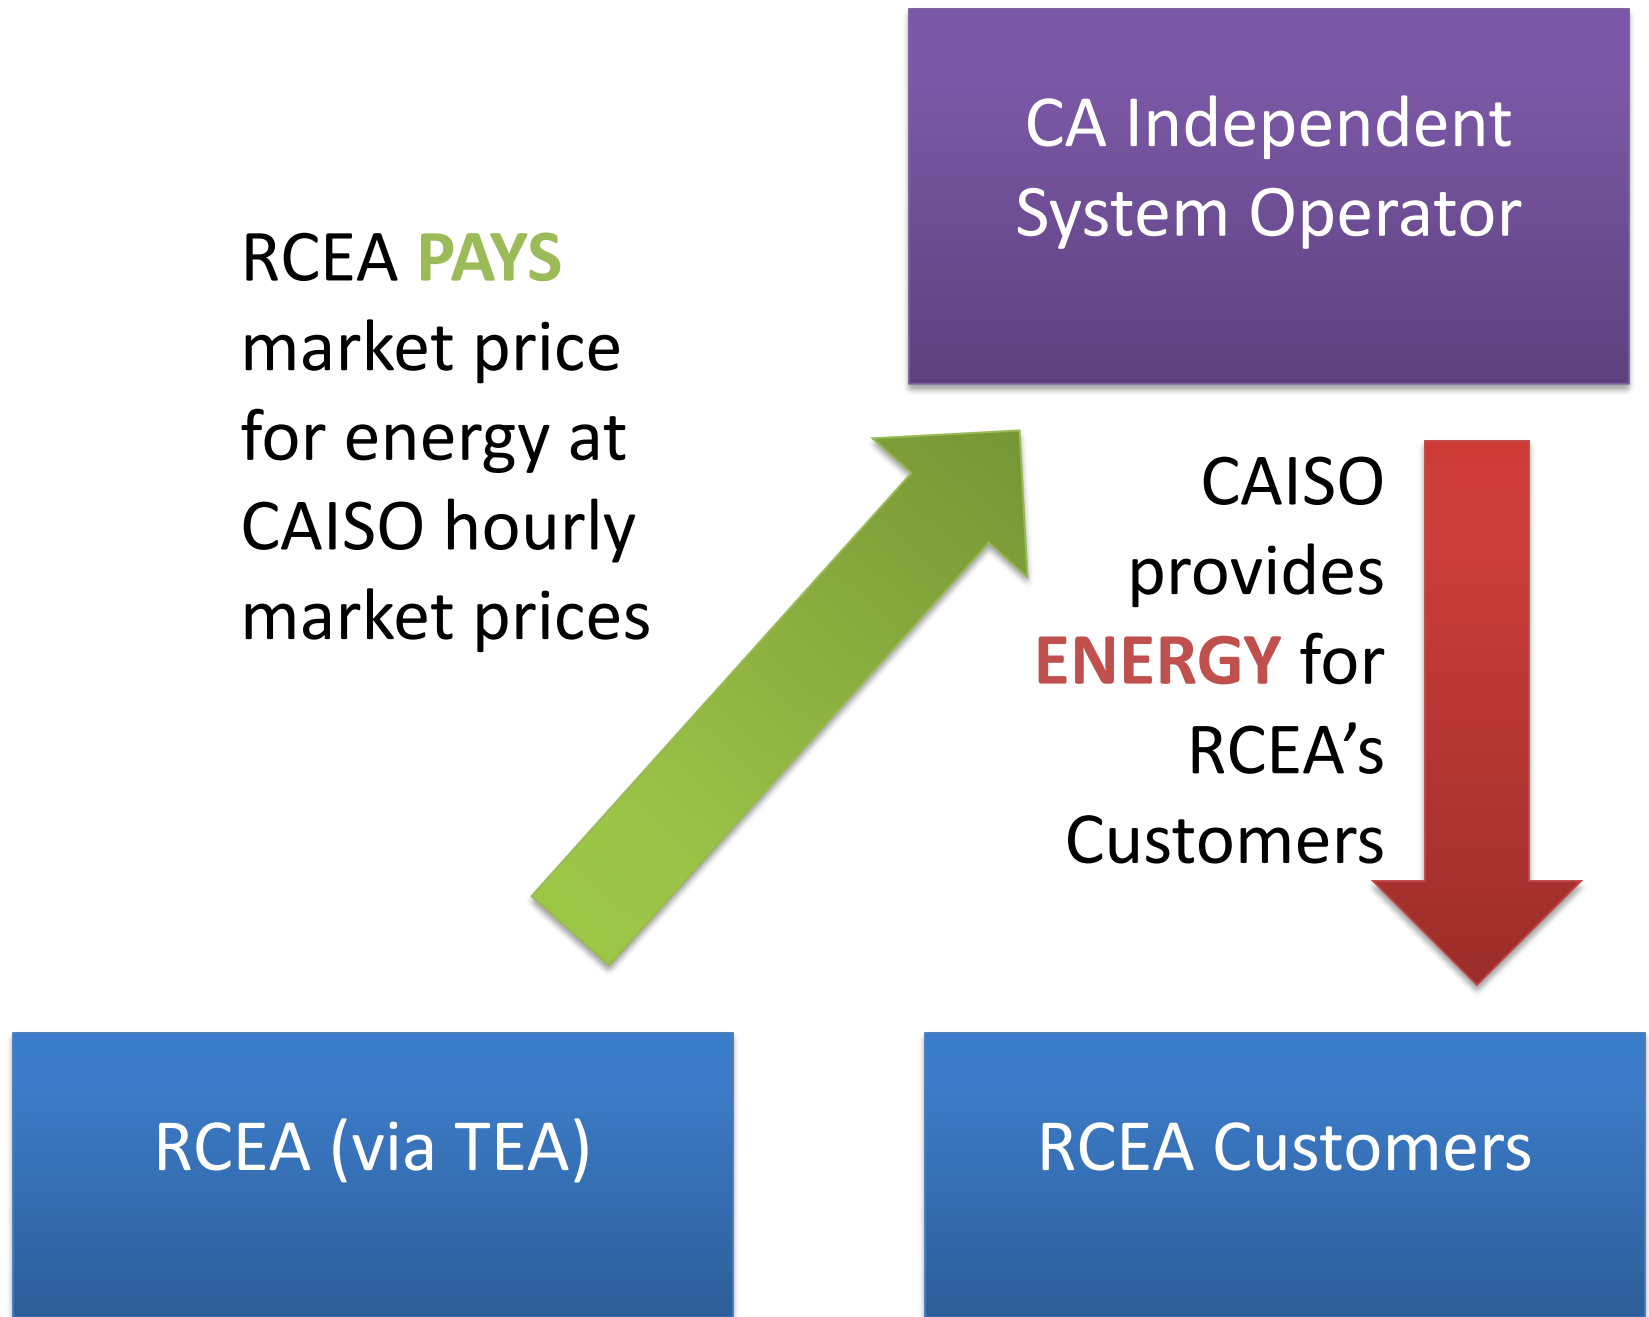 CA Independent
System Operator
RCEA PAYS
market price
for energy at
CAISO hourly
market prices
CAISO
provides
ENERGY for
RCEA’s
Customers
RCEA (via TEA)
RCEA Customers